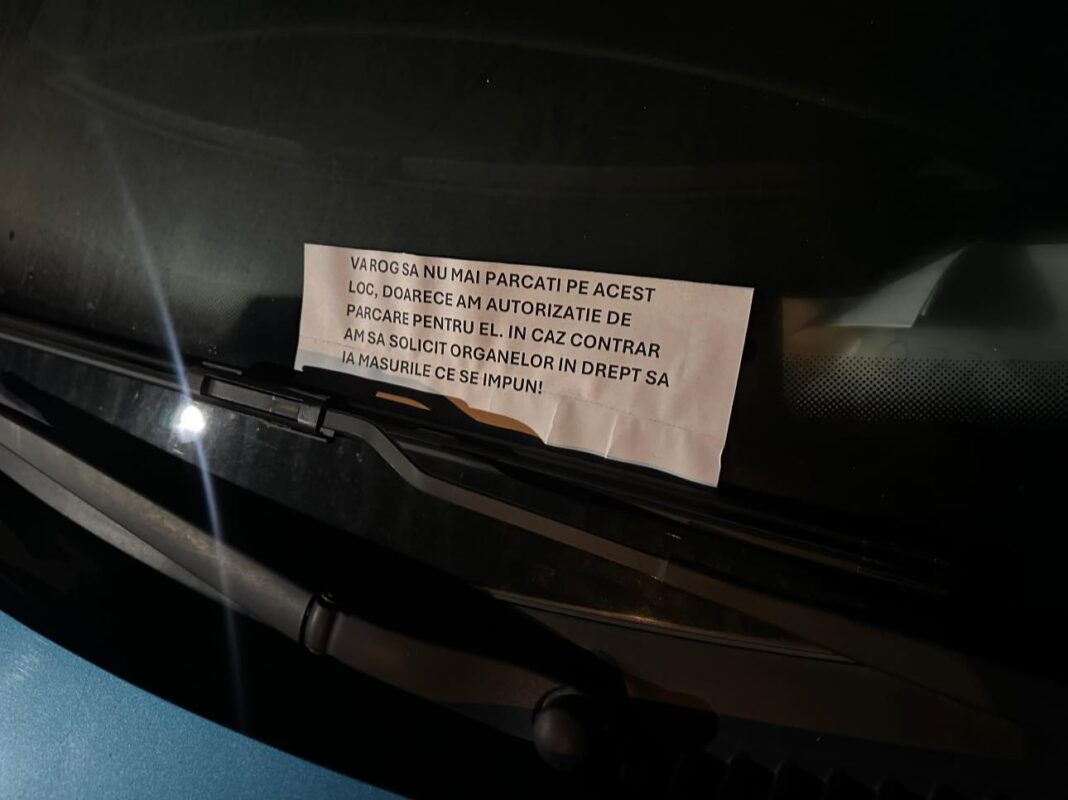 VA ROG SA NU MAI PARCATI PE ACEST
LOC, DOARECE AM AUTORIZATIE DE
PARCARE PENTRU EL. IN CAZ CONTRAR
AM SA SOLICIT ORGANELOR IN DREPT SA
IA MASURILE CE SE IMPUN!